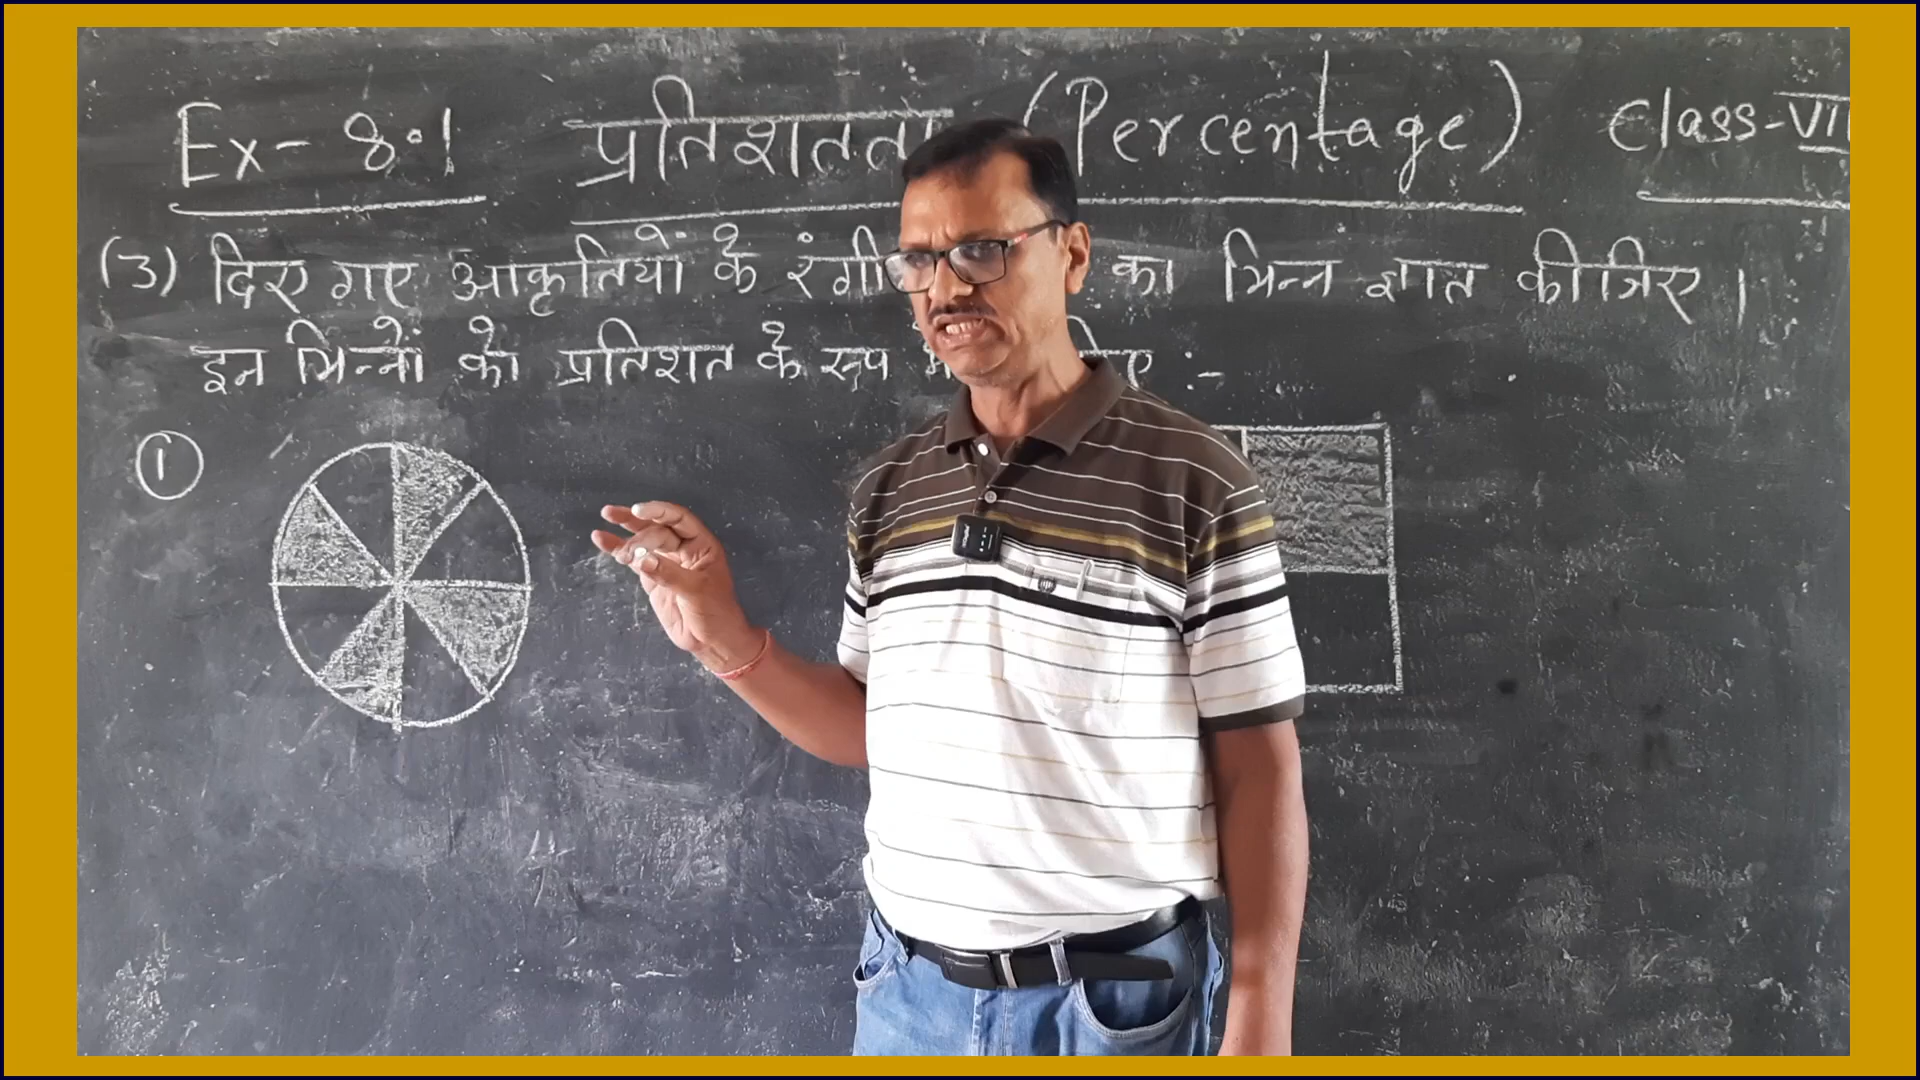 Ex- 8.1 प्रतिशतता (Percentage) Class-VII
(3) दिए गए आकृतियों के रंगी का भिन्न ज्ञात कीजिए ।
इन भिन्नों को प्रतिशत के रूप :-
①